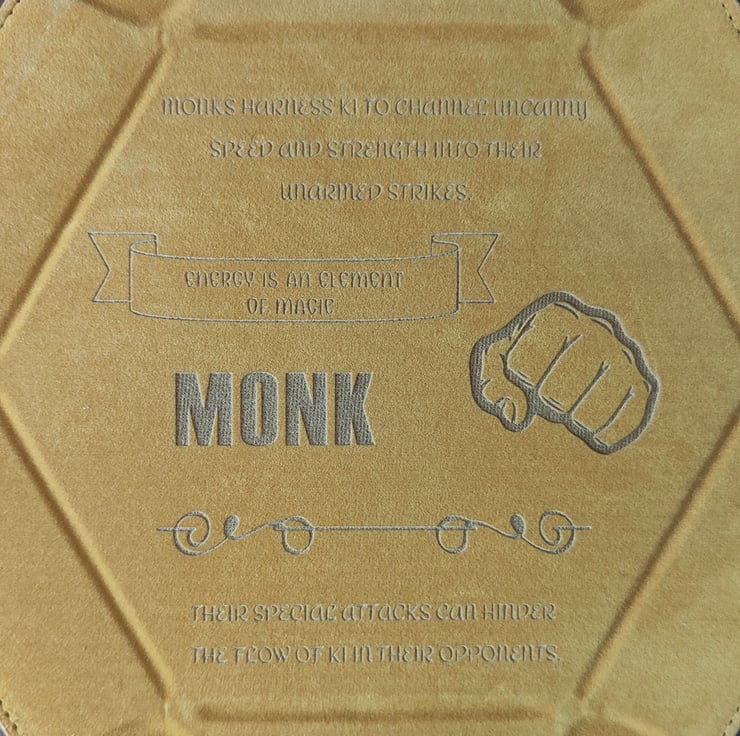 MONKS HARNESS KI TO CHANNEL UNCANNY
SPEED AND STRENGTH INTO THEIR
UNARMED STRIKES.
ENERGY IS AN ELEMENT
OF MAGIC
MONK
THEIR SPECIAL ATTACKS CAN HINDER
THE FLOW OF KI IN THEIR OPPONENTS.